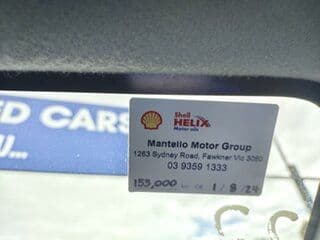 ED CARS
U...
Shell
HELIX
Motor oils
Mantello Motor Group
1263 Sydney Road, Fawkner Vic 3060
03 9359 1333
153,000 1/8/24